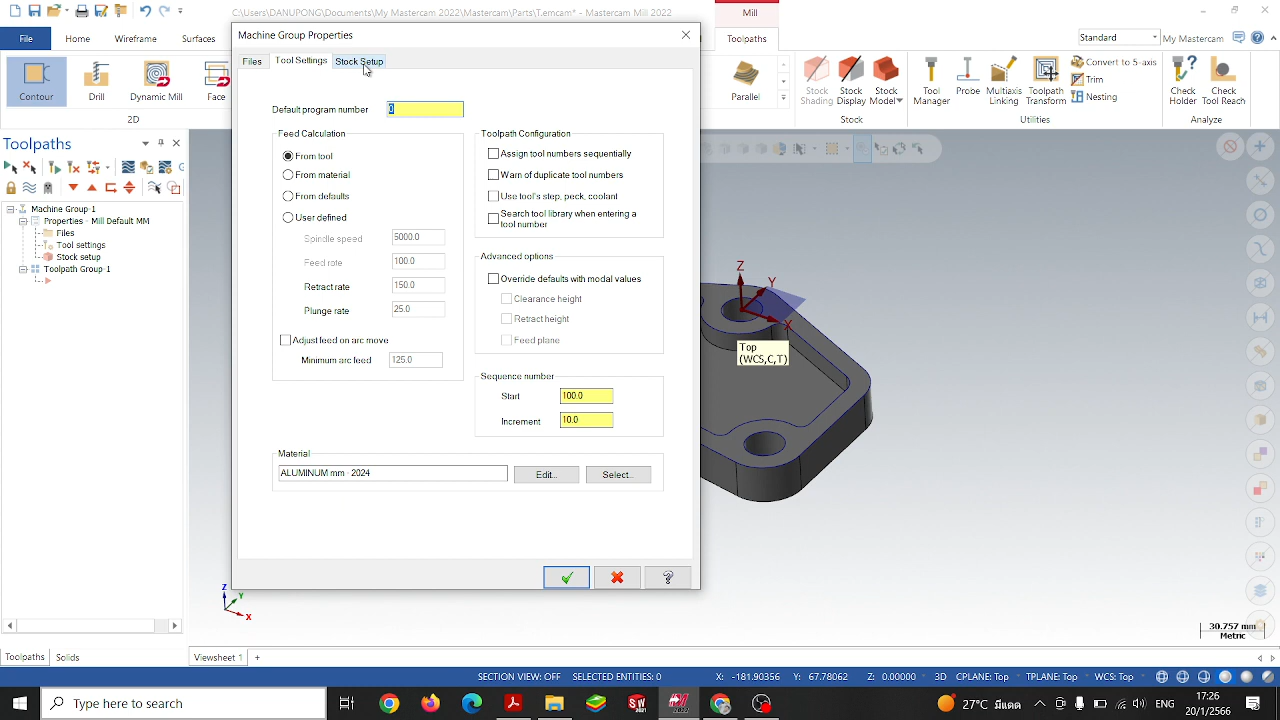 C:\Users\DANUPONG\Documents\My Mastercam 2022\Mastercam\Parts\T.emcam* - Mastercam Mill 2022
Mill
File
Home
Wireframe
Surfaces
Toolpaths
Standard
My Mastercam
Contour
Drill
Dynamic Mill
Face
2D
Parallel
Stock Shading
Stock Display
Stock Model
Stock
Tool Manager
Probe
Multiaxis Linking
Toolpath Transform
Convert to 5-axis
Trim
Nesting
Utilities
Check Holder
Check Tool Reach
Analyze
Toolpaths
Machine Group-1
Properties - Mill Default MM
Files
Tool settings
Stock setup
Toolpath Group-1
Machine Group Properties
Files
Tool Settings
Stock Setup
Default program number
0
Feed Calculation
From tool
From material
From defaults
User defined
Spindle speed
5000.0
Feed rate
100.0
Retract rate
150.0
Plunge rate
25.0
Adjust feed on arc move
Minimum arc feed
125.0
Toolpath Configuration
Assign tool numbers sequentially
Warn of duplicate tool numbers
Use tool's step, peck, coolant
Search tool library when entering a
tool number
Advanced options
Override defaults with modal values
Clearance height
Retract height
Feed plane
Sequence number
Start
100.0
Increment
10.0
Material
ALUMINUM mm - 2024
Edit...
Select...
Z
Y
X
Top
(WCS,C,T)
Z
Y
X
30.757 mm
Metric
Toolpaths
Solids
Viewsheet 1
SECTION VIEW: OFF
SELECTED ENTITIES: 0
X: -181.90356
Y: 67.78062
Z: 0.00000
3D
CPLANE: TOP
TPLANE: TOP
WCS: TOP
Type here to search
27°C มีแดด
ENG
17:26
20/1/2566